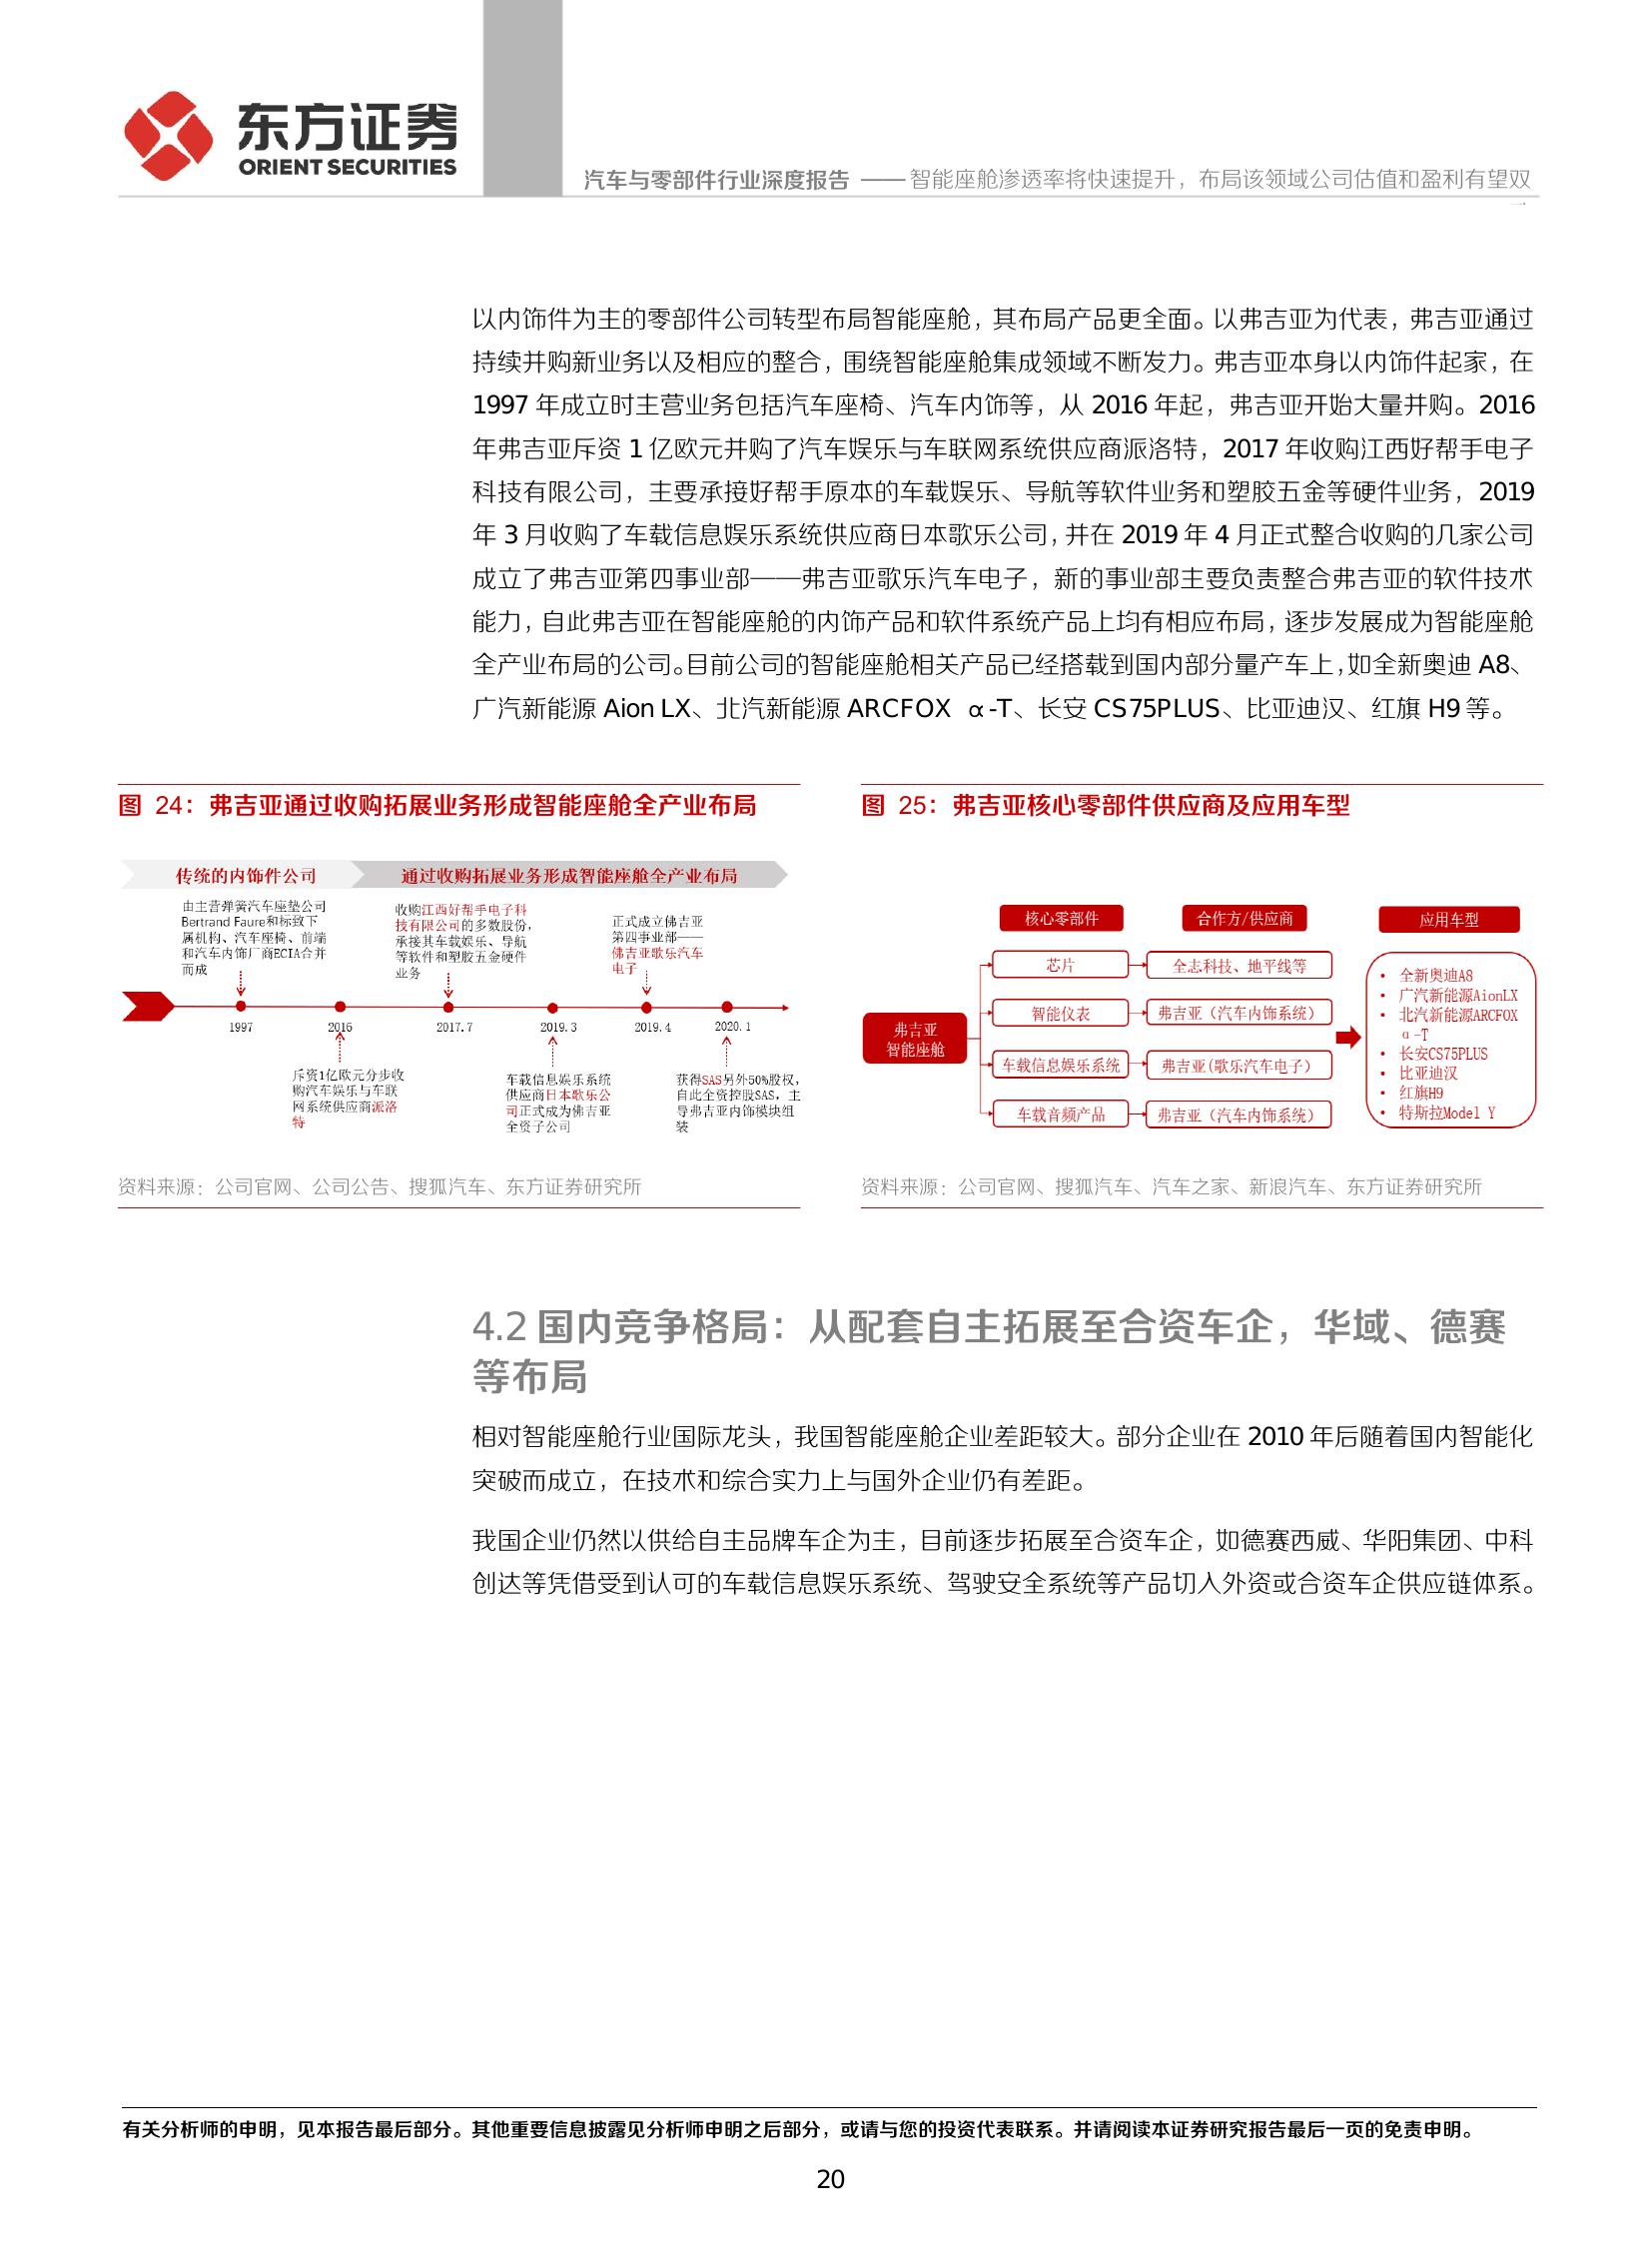 东方证券
ORIENT SECURITIES
汽车与零部件行业深度报告 —— 智能座舱渗透率将快速提升，布局该领域公司估值和盈利有望双
以内饰件为主的零部件公司转型布局智能座舱，其布局产品更全面。以弗吉亚为代表，弗吉亚通过
持续并购新业务以及相应的整合，围绕智能座舱集成领域不断发力。弗吉亚本身以内饰件起家，在
1997 年成立时主营业务包括汽车座椅、汽车内饰等，从 2016 年起，弗吉亚开始大量并购。2016
年弗吉亚斥资 1 亿欧元并购了汽车娱乐与车联网系统供应商派洛特，2017 年收购江西好帮手电子
科技有限公司，主要承接好帮手原本的车载娱乐、导航等软件业务和塑胶五金等硬件业务，2019
年 3 月收购了车载信息娱乐系统供应商日本歌乐公司，并在 2019 年 4 月正式整合收购的几家公司
成立了弗吉亚第四事业部——弗吉亚歌乐汽车电子，新的事业部主要负责整合弗吉亚的软件技术
能力，自此弗吉亚在智能座舱的内饰产品和软件系统产品上均有相应布局，逐步发展成为智能座舱
全产业布局的公司。目前公司的智能座舱相关产品已经搭载到国内部分量产车上，如全新奥迪 A8、
广汽新能源 Aion LX、北汽新能源 ARCFOX α-T、长安 CS75PLUS、比亚迪汉、红旗 H9 等。
图 24：弗吉亚通过收购拓展业务形成智能座舱全产业布局
传统的内饰件公司
通过收购拓展业务形成智能座舱全产业布局
由主营弹簧汽车座垫公司
Bertrand Faure和标致下
属机构、汽车座椅、前端
和汽车内饰厂商ECIA合并
而成
收购江西好帮手电子科
技有限公司的多数股份，
承接其车载娱乐、导航
等软件和塑胶五金硬件
业务
正式成立佛吉亚
第四事业部——
佛吉亚歌乐汽车
电子
1997
2016
2017.7
2019.3
2019.4
2020.1
斥资1亿欧元分步收
购汽车娱乐与车联
网系统供应商派洛
特
车载信息娱乐系统
供应商日本歌乐公
司正式成为佛吉亚
全资子公司
获得SAS另外50%股权，
自此全资控股SAS，主
导弗吉亚内饰模块组
装
资料来源：公司官网、公司公告、搜狐汽车、东方证券研究所
图 25：弗吉亚核心零部件供应商及应用车型
核心零部件
合作方/供应商
应用车型
弗吉亚
智能座舱
芯片
全志科技、地平线等
智能仪表
弗吉亚（汽车内饰系统）
车载信息娱乐系统
弗吉亚(歌乐汽车电子）
车载音频产品
弗吉亚（汽车内饰系统）
• 全新奥迪A8
• 广汽新能源AionLX
• 北汽新能源ARCFOX
α-T
• 长安CS75PLUS
• 比亚迪汉
• 红旗H9
• 特斯拉Model Y
资料来源：公司官网、搜狐汽车、汽车之家、新浪汽车、东方证券研究所
4.2 国内竞争格局：从配套自主拓展至合资车企，华域、德赛
等布局
相对智能座舱行业国际龙头，我国智能座舱企业差距较大。部分企业在 2010 年后随着国内智能化
突破而成立，在技术和综合实力上与国外企业仍有差距。
我国企业仍然以供给自主品牌车企为主，目前逐步拓展至合资车企，如德赛西威、华阳集团、中科
创达等凭借受到认可的车载信息娱乐系统、驾驶安全系统等产品切入外资或合资车企供应链体系。
有关分析师的申明，见本报告最后部分。其他重要信息披露见分析师申明之后部分，或请与您的投资代表联系。并请阅读本证券研究报告最后一页的免责申明。
20